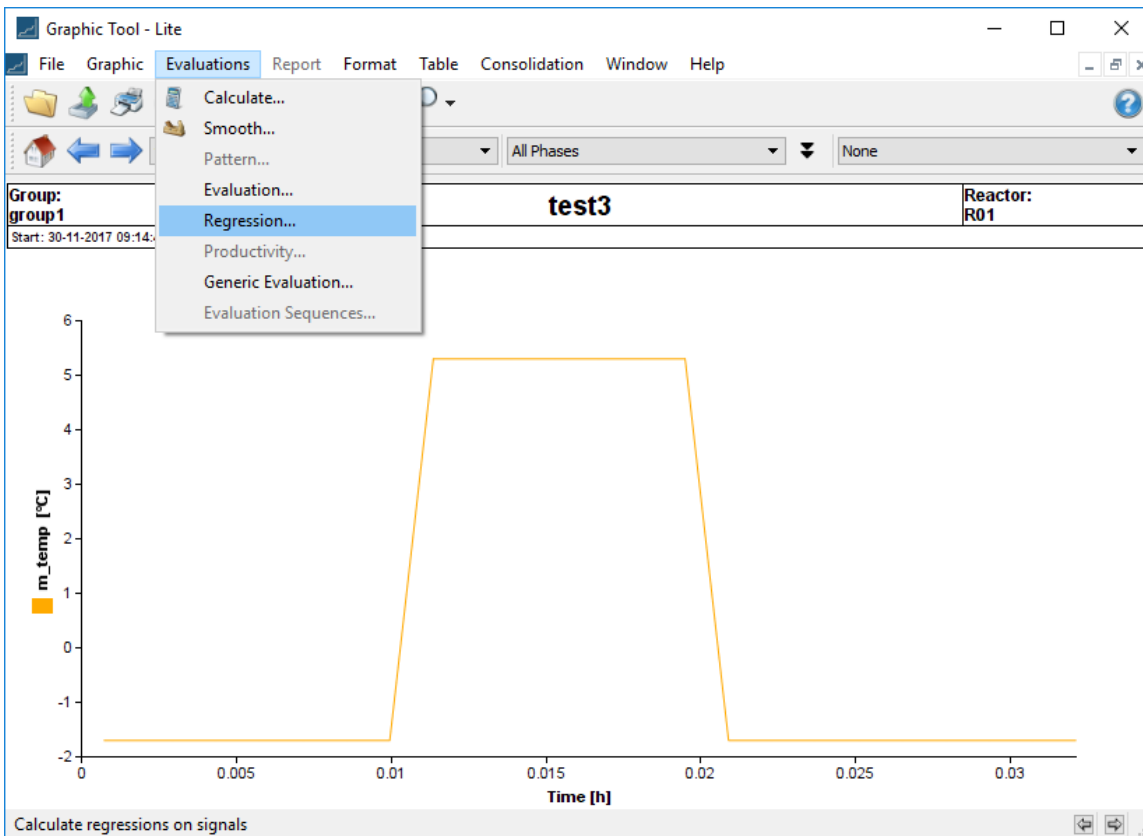 Graphic Tool - Lite
File Graphic Evaluations Report Format Table Consolidation Window Help
Calculate...
Smooth...
Pattern...
Evaluation...
Regression...
Productivity...
Generic Evaluation...
Evaluation Sequences...
All Phases
None
Group:
group1
test3
Reactor:
R01
Start: 30-11-2017 09:14:
6
5
4
3
2
1
0
-1
-2
m_temp [°C]
0 0.005 0.01 0.015 0.02 0.025 0.03
Time [h]
Calculate regressions on signals